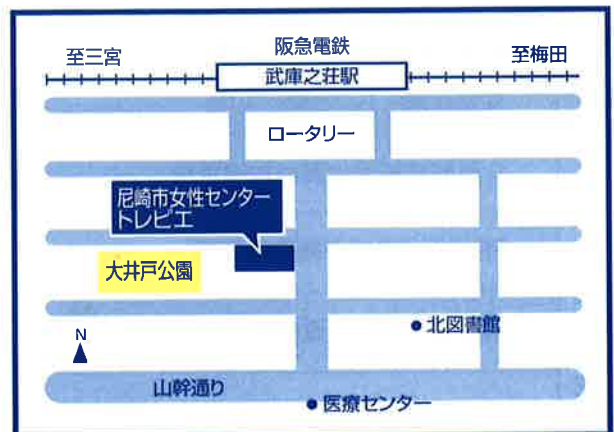 阪急電鉄
至三宮
至梅田
武庫之荘駅
ロータリー
尼崎市女性センター
トレピエ
大井戸公園
北図書館
N
山幹通り
医療センター